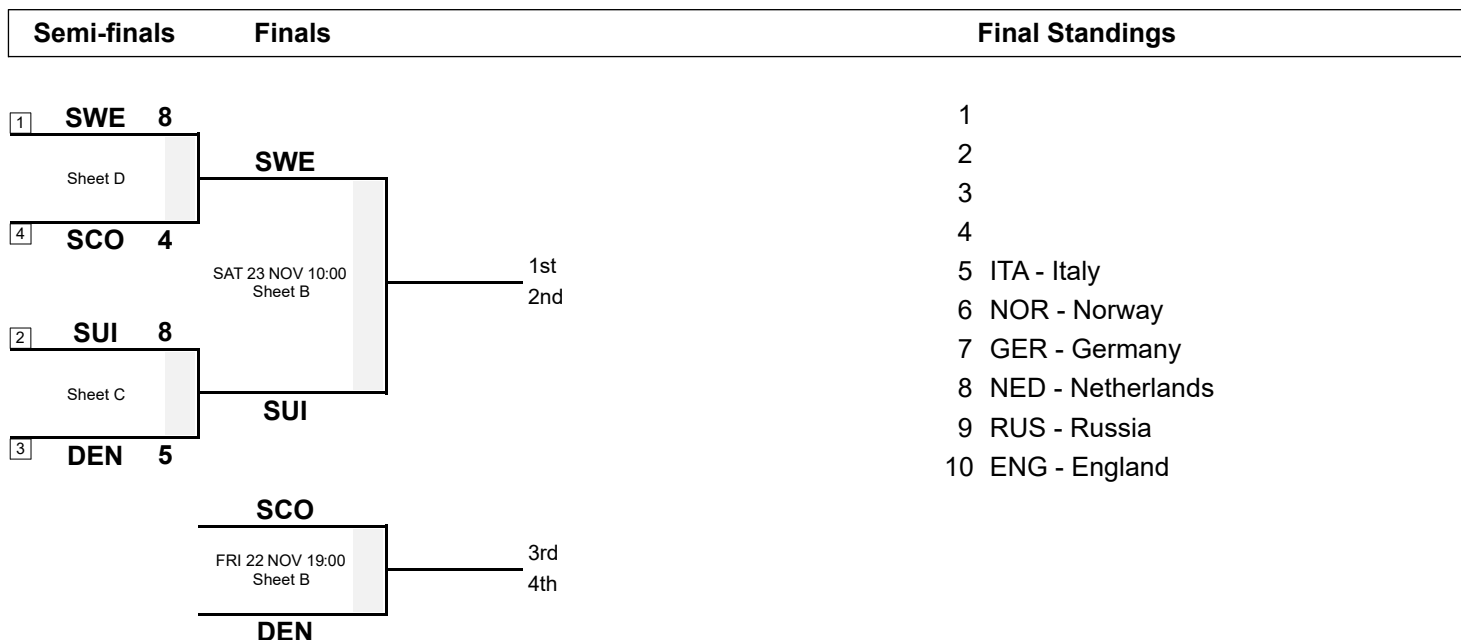 Semi-finals Finals Final Standings
1 SWE 8
Sheet D
4 SCO 4
SWE
SAT 23 NOV 10:00
Sheet B
SUI
1st
2nd
2 SUI 8
Sheet C
3 DEN 5
SCO
FRI 22 NOV 19:00
Sheet B
DEN
3rd
4th
1
2
3
4
5 ITA - Italy
6 NOR - Norway
7 GER - Germany
8 NED - Netherlands
9 RUS - Russia
10 ENG - England